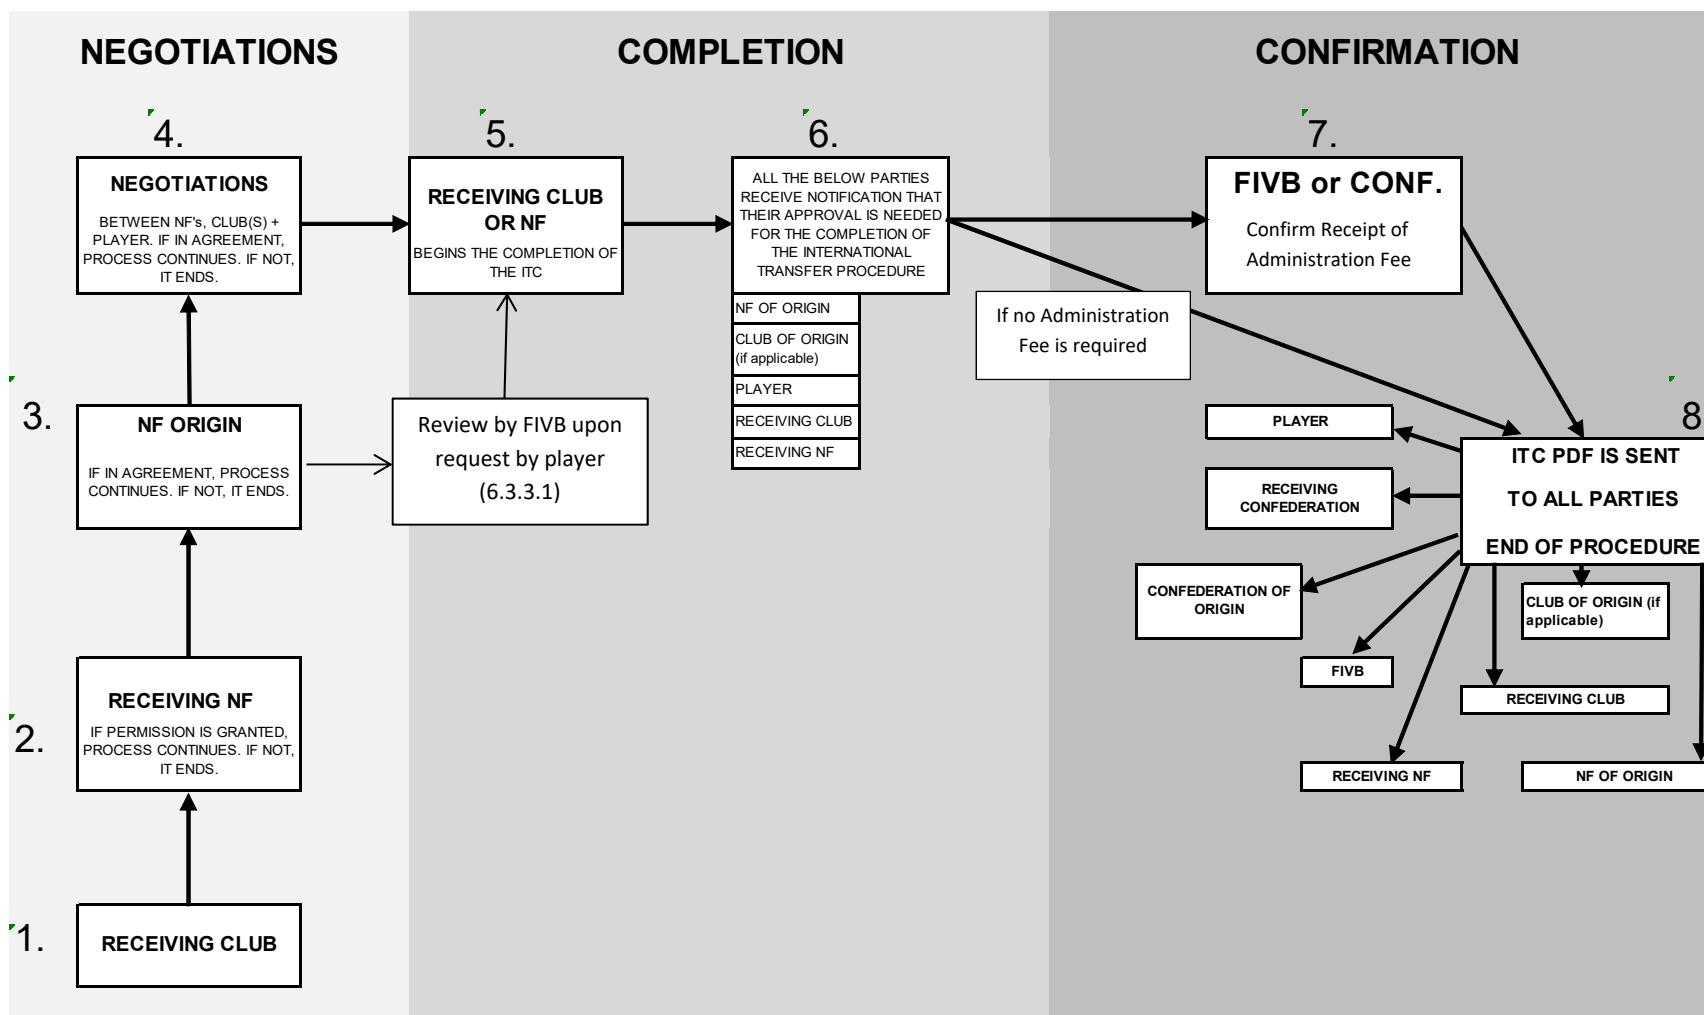 NEGOTIATIONS
COMPLETION
CONFIRMATION
4.
NEGOTIATIONS
BETWEEN NF's, CLUB(S) +
PLAYER. IF IN AGREEMENT,
PROCESS CONTINUES. IF NOT,
IT ENDS.
5.
RECEIVING CLUB
OR NF
BEGINS THE COMPLETION OF
THE ITC
6.
ALL THE BELOW PARTIES
RECEIVE NOTIFICATION THAT
THEIR APPROVAL IS NEEDED
FOR THE COMPLETION OF
THE INTERNATIONAL
TRANSFER PROCEDURE
NF OF ORIGIN
CLUB OF ORIGIN
(if applicable)
PLAYER
RECEIVING CLUB
RECEIVING NF
7.
FIVB or CONF.
Confirm Receipt of
Administration Fee
If no Administration
Fee is required
3.
NF ORIGIN
IF IN AGREEMENT, PROCESS
CONTINUES. IF NOT, IT ENDS.
Review by FIVB upon
request by player
(6.3.3.1)
8
ITC PDF IS SENT
TO ALL PARTIES
END OF PROCEDURE
PLAYER
RECEIVING
CONFEDERATION
CONFEDERATION OF
ORIGIN
CLUB OF ORIGIN (if
applicable)
FIVB
RECEIVING CLUB
RECEIVING NF
NF OF ORIGIN
2.
RECEIVING NF
IF PERMISSION IS GRANTED,
PROCESS CONTINUES. IF NOT,
IT ENDS.
1.
RECEIVING CLUB